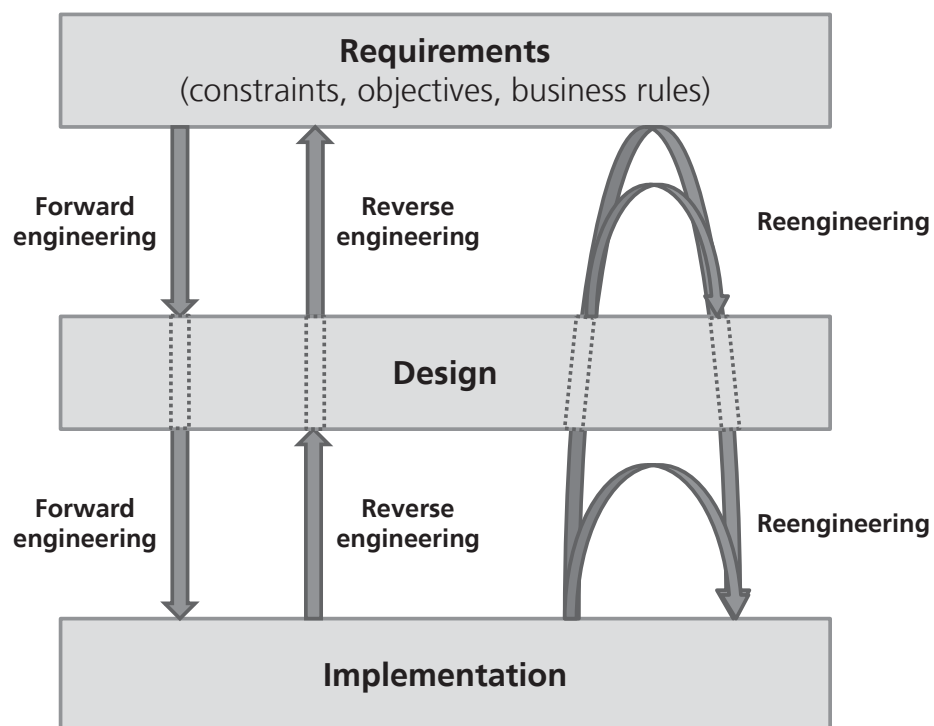 Requirements
(constraints, objectives, business rules)
Forward
engineering
Reverse
engineering
Reengineering
Design
Forward
engineering
Reverse
engineering
Reengineering
Implementation